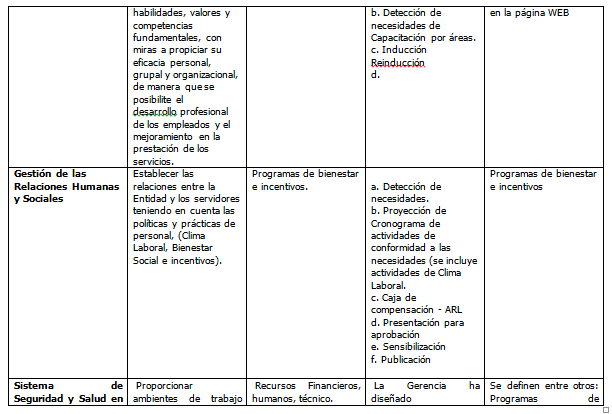 habilidades, valores y
competencias
fundamentales, con
miras a propiciar su
eficacia personal,
grupal y organizacional,
de manera que se
posibilite el
desarrollo profesional
de los empleados y el
mejoramiento en la
prestación de los
servicios.
b. Detección de
necesidades de
Capacitación por áreas.
c. Inducción
Reinducción
d.
en la página WEB
Gestión de las
Relaciones Humanas
y Sociales
Establecer las
relaciones entre la
Entidad y los servidores
teniendo en cuenta las
políticas y prácticas de
personal, (Clima
Laboral, Bienestar
Social e incentivos).
Programas de bienestar
e incentivos.
a. Detección de
necesidades.
b. Proyección de
Cronograma de
actividades de
conformidad a las
necesidades (se incluye
actividades de Clima
Laboral.
c. Caja de
compensación - ARL
d. Presentación para
aprobación
e. Sensibilización
f. Publicación
Programas de bienestar
e incentivos
Sistema de
Seguridad y Salud en
Proporcionar
ambientes de trabajo
Recursos Financieros,
humanos, técnico.
La Gerencia ha
diseñado
Se definen entre otros:
Programas de